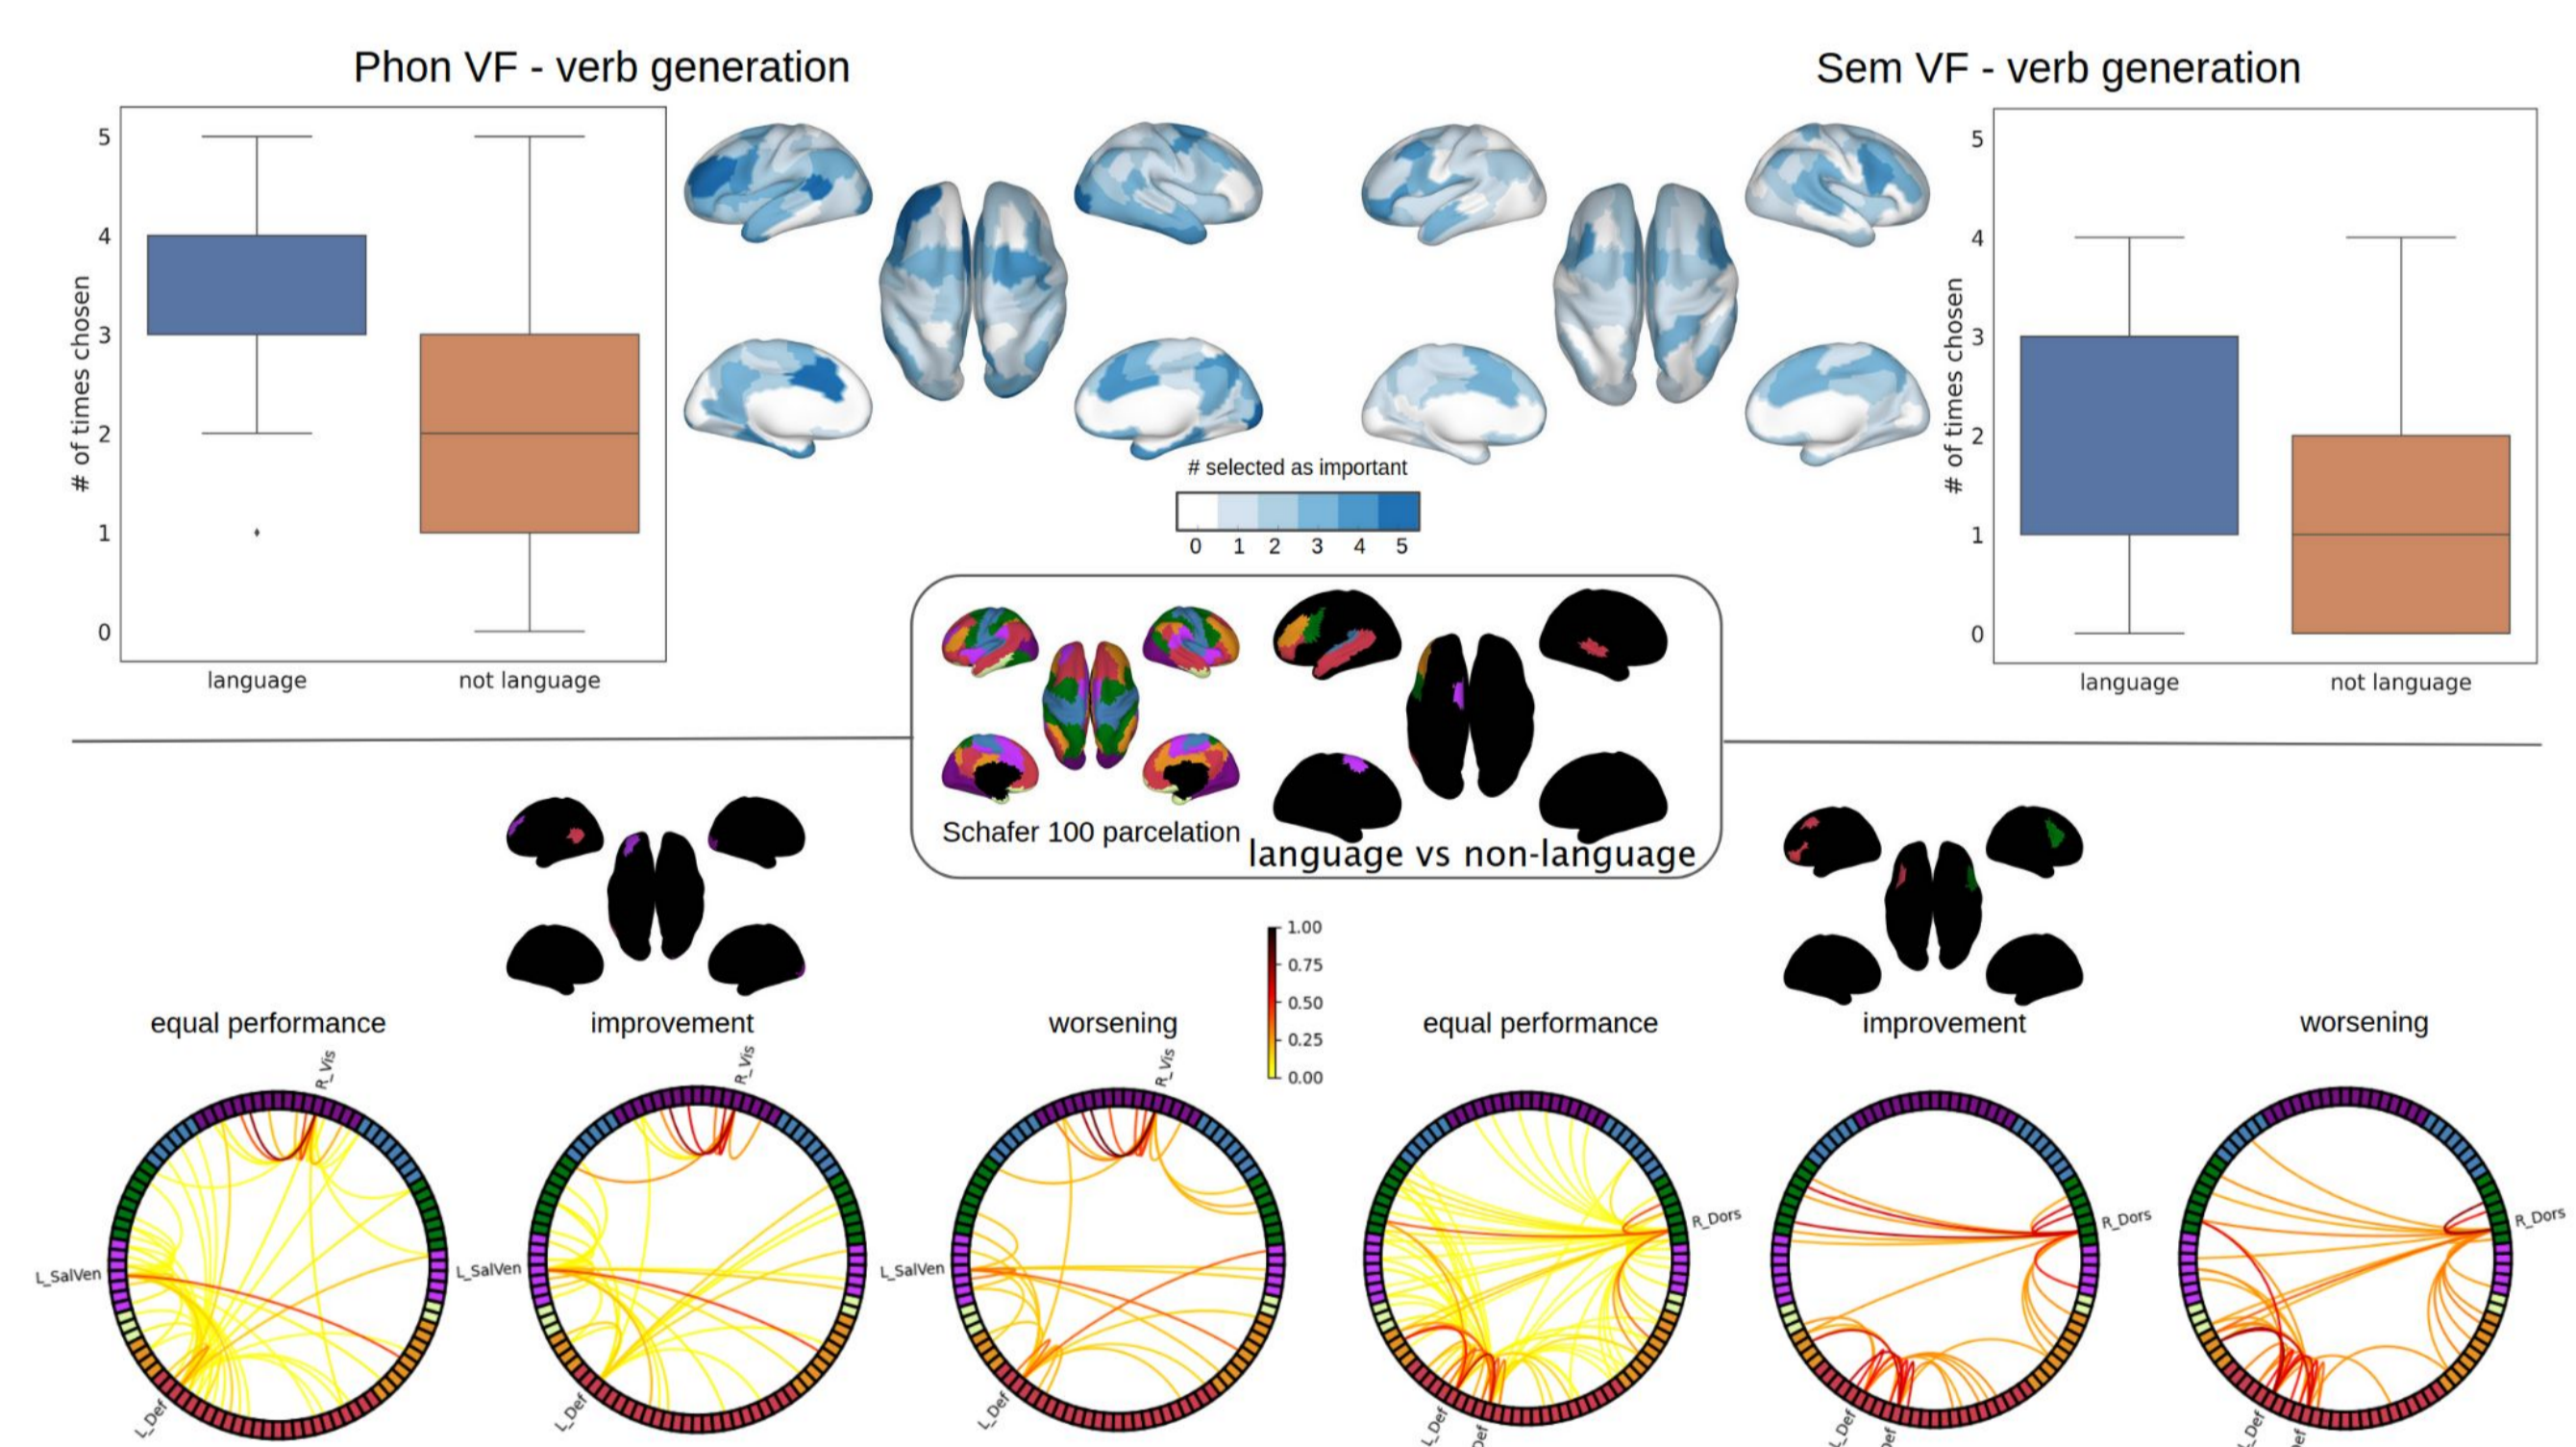 Phon VF - verb generation
Sem VF - verb generation
# of times chosen
5
4
3
2
1
0
language
not language
# selected as important
0 1 2 3 4 5
# of times chosen
5
4
3
2
1
0
language
not language
Schafer 100 parcelation
language vs non-language
1.00
0.75
0.50
0.25
0.00
equal performance
improvement
worsening
equal performance
improvement
worsening
R_Vis
L_SalVen
L_Def
R_Vis
L_SalVen
L_Def
R_Vis
L_SalVen
L_Def
R_Dors
L_Def
Def
R_Dors
L_Def
Def
R_Dors
L_Def
Def